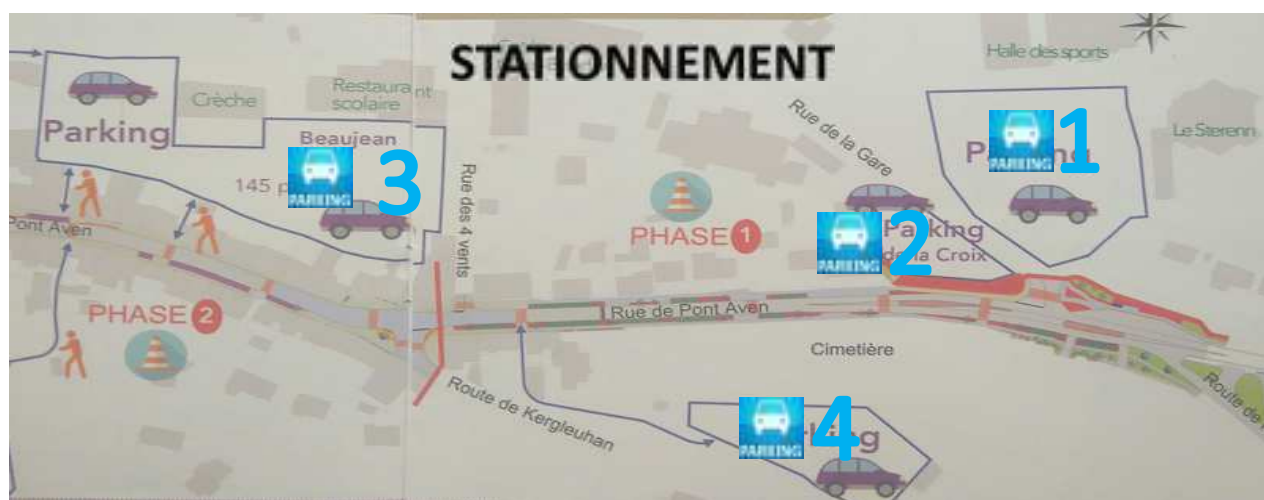 STATIONNEMENT
Halle des sports
Crèche
Restaurant
scolaire
Parking
Beaujean
145
PARKING
3
Rue des 4 vents
Rue de la Gare
PARKING
1
Le Sterenn
PHASE 1
PARKING
2
Parking
de la Croix
Pont Aven
PHASE 2
Rue de Pont Aven
Cimetière
Route de Kergleuhan
Route de
PARKING
4